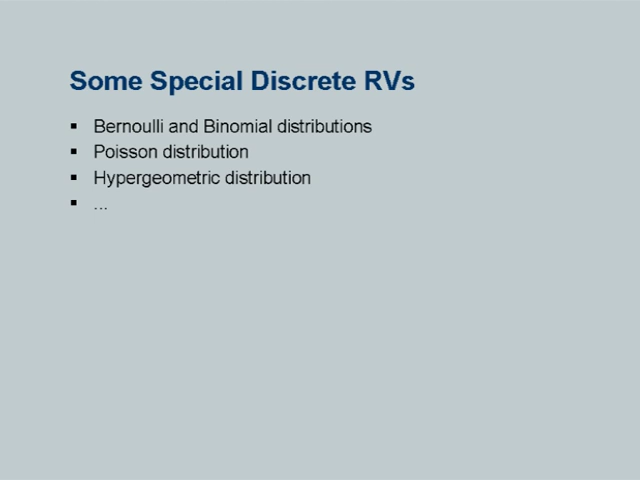 Some Special Discrete RVs
▪ Bernoulli and Binomial distributions
▪ Poisson distribution
▪ Hypergeometric distribution
▪ ...